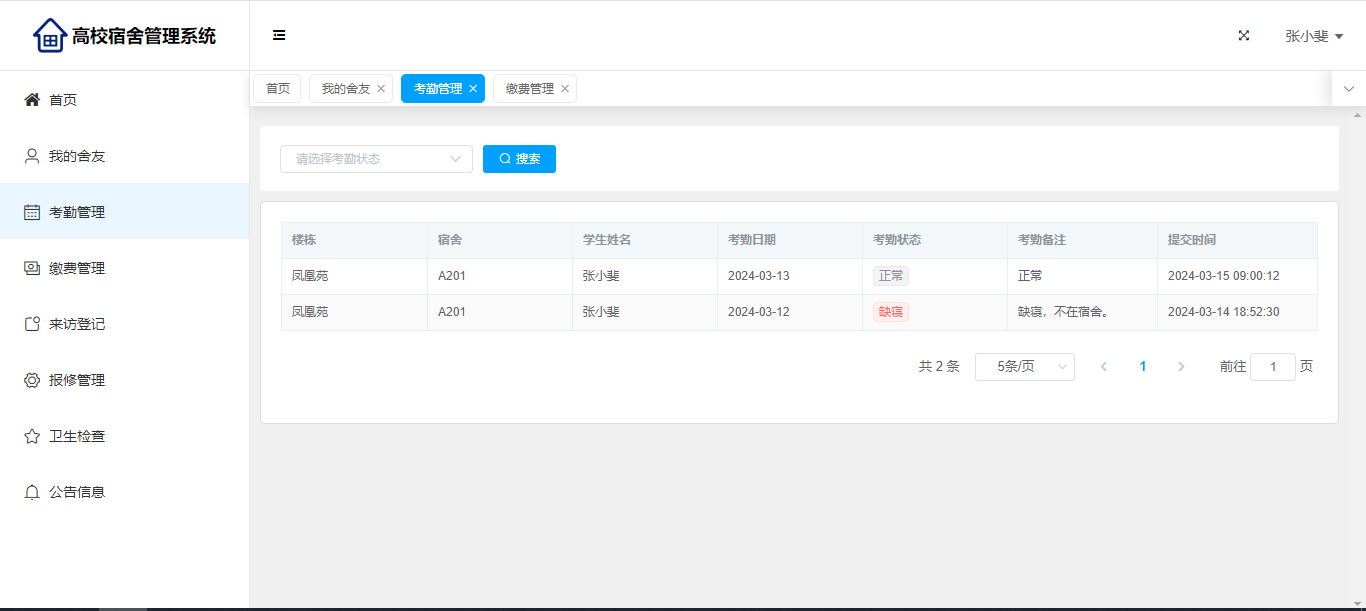 高校宿舍管理系统
张小斐
首页
我的舍友
考勤管理
缴费管理
来访登记
报修管理
卫生检查
公告信息
首页 我的舍友 考勤管理 缴费管理
请选择考勤状态 搜索
楼栋 宿舍 学生姓名 考勤日期 考勤状态 考勤备注 提交时间
凤凰苑 A201 张小斐 2024-03-13 正常 正常 2024-03-15 09:00:12
凤凰苑 A201 张小斐 2024-03-12 缺寝 缺寝，不在宿舍。 2024-03-14 18:52:30
共 2 条 5条/页 1 前往 1 页